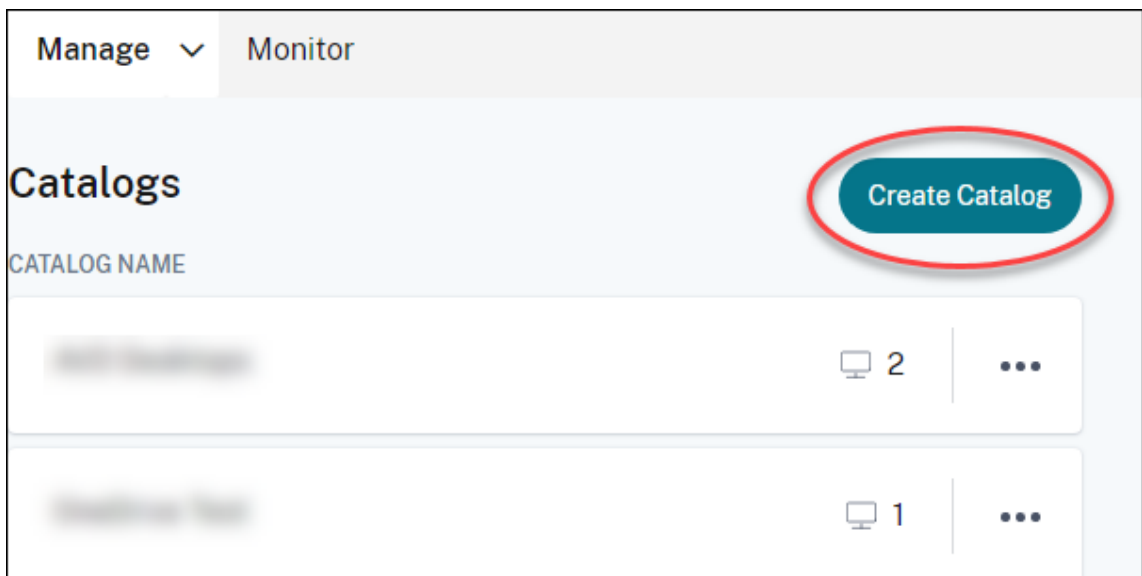 Manage Monitor
Catalogs
Create Catalog
CATALOG NAME
2
1